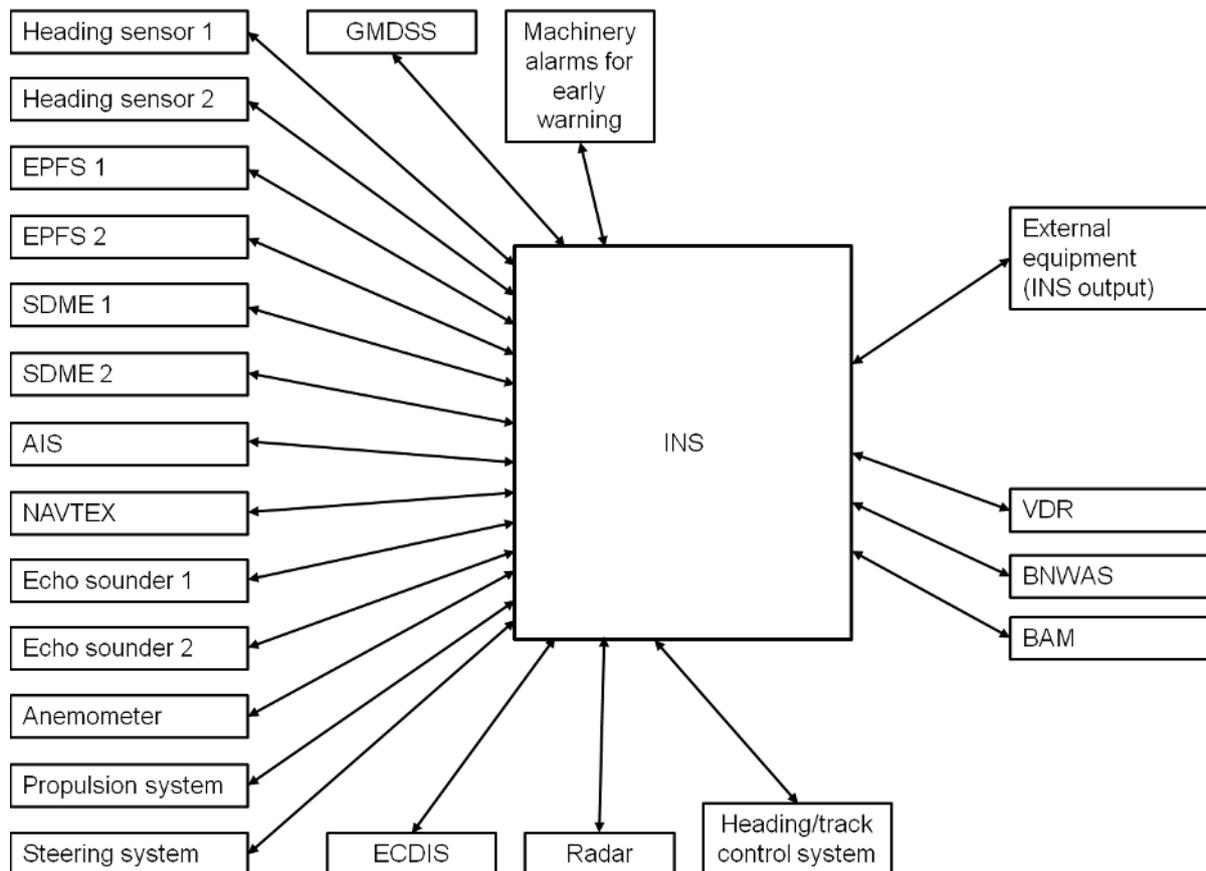 Heading sensor 1
GMDSS
Machinery
alarms for
early
warning
Heading sensor 2
EPFS 1
EPFS 2
External
equipment
(INS output)
SDME 1
SDME 2
AIS
INS
NAVTEX
VDR
Echo sounder 1
BNWAS
Echo sounder 2
BAM
Anemometer
Propulsion system
Steering system
ECDIS
Radar
Heading/track
control system